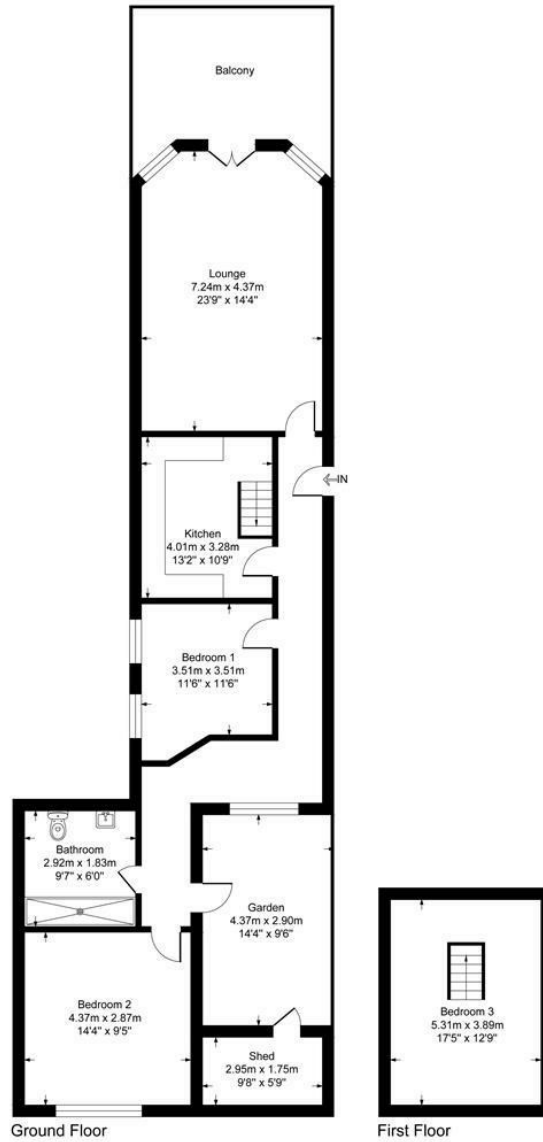 Balcony
Lounge
7.24m x 4.37m
23'9" x 14'4"
IN
Kitchen
4.01m x 3.28m
13'2" x 10'9"
Bedroom 1
3.51m x 3.51m
11'6" x 11'6"
Bathroom
2.92m x 1.83m
9'7" x 6'0"
Garden
4.37m x 2.90m
14'4" x 9'6"
Bedroom 2
4.37m x 2.87m
14'4" x 9'5"
Shed
2.95m x 1.75m
9'8" x 5'9"
Bedroom 3
5.31m x 3.89m
17'5" x 12'9"
Ground Floor
First Floor